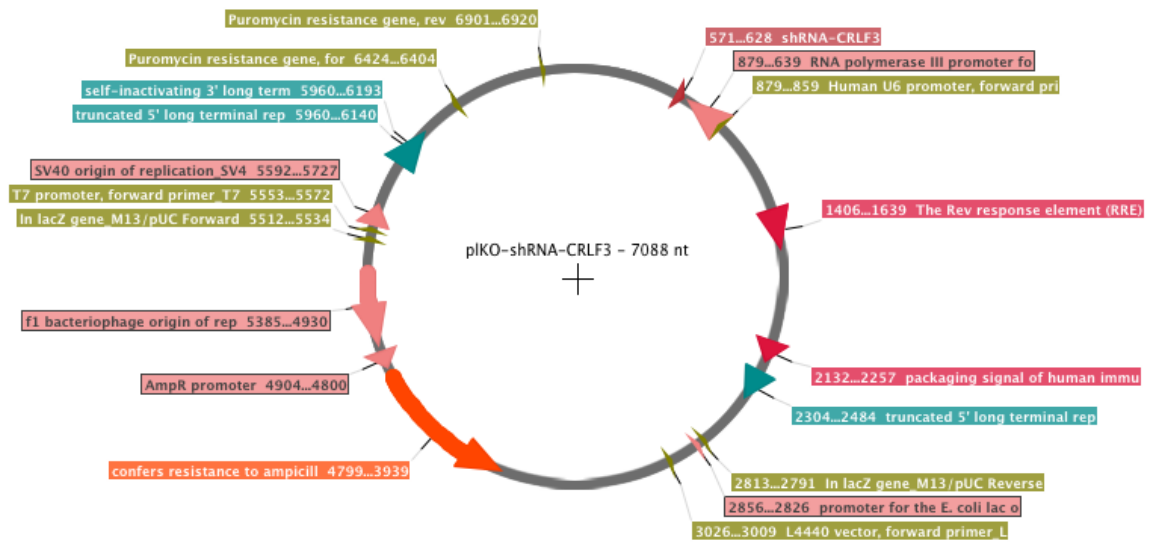 Puromycin resistance gene, rev 6901...6920
Puromycin resistance gene, for 6424...6404
self-inactivating 3' long term 5960...6193
truncated 5' long terminal rep 5960...6140
SV40 origin of replication_SV4 5592...5727
T7 promoter, forward primer_T7 5553...5572
In lacZ gene_M13/pUC Forward 5512...5534
f1 bacteriophage origin of rep 5385...4930
AmpR promoter 4904...4800
confers resistance to ampicill 4799...3939
plKO-shRNA-CRLF3 - 7088 nt
571...628 shRNA-CRLF3
879...639 RNA polymerase III promoter fo
879...859 Human U6 promoter, forward pri
1406...1639 The Rev response element (RRE)
2132...2257 packaging signal of human immu
2304...2484 truncated 5' long terminal rep
2813...2791 In lacZ gene_M13/pUC Reverse
2856...2826 promoter for the E. coli lac o
3026...3009 L4440 vector, forward primer_L